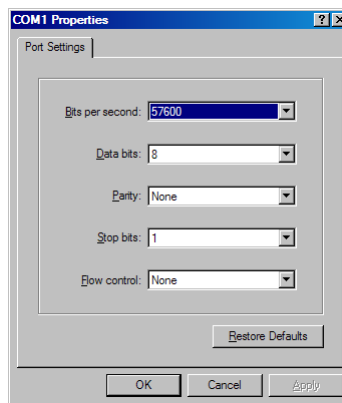 COM1 Properties
Port Settings
Bits per second: 57600
Data bits: 8
Parity: None
Stop bits: 1
Flow control: None
Restore Defaults
OK Cancel Apply